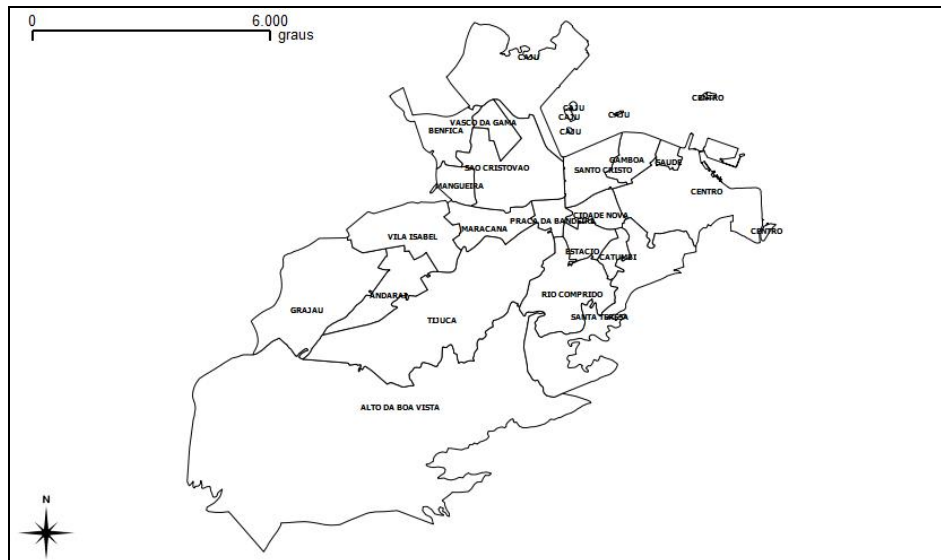 0 6.000
graus
CAJU
CENTRO
CAJU
CAJU
CAJU
VASCO DA GAMA
CAJU
BENFICA
GAMBOA
SAUDE
SAO CRISTOVAO
SANTO CRISTO
MANGUEIRA
CENTRO
PRACA DA BANDEIRA
CIDADE NOVA
MARACANA
CENTRO
VILA ISABEL
ESTACIO
CATUMBI
ANDARAI
RIO COMPRIDO
GRAJAU
SANTA TERESA
TIJUCA
ALTO DA BOA VISTA
N